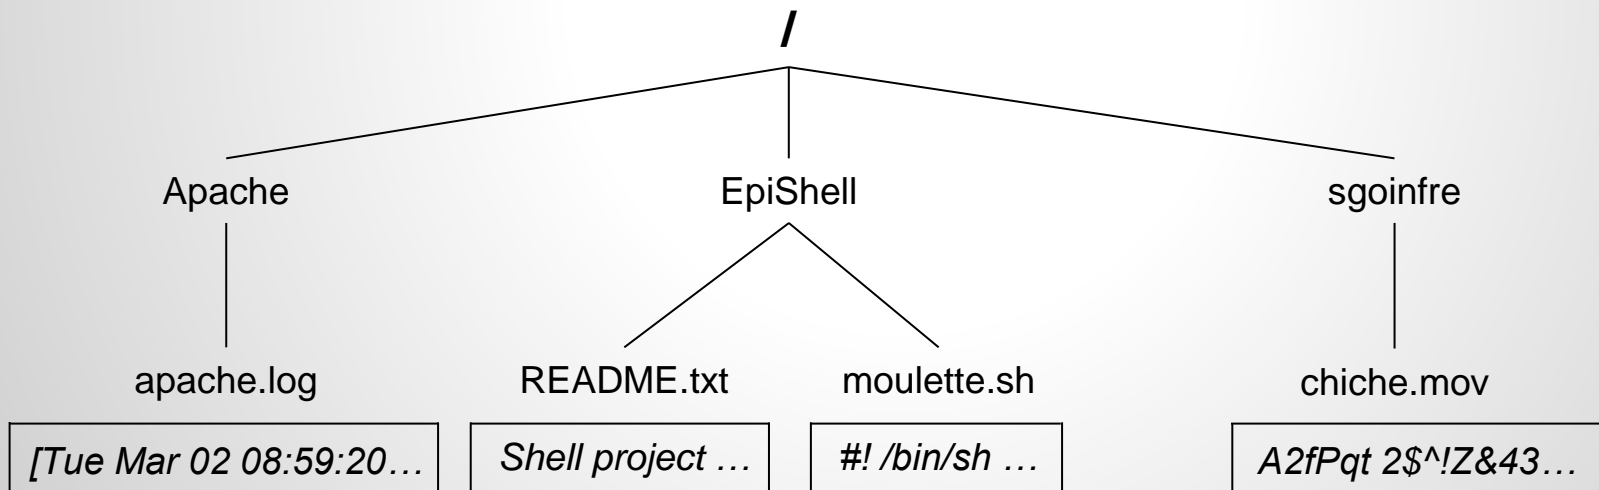 /
Apache
EpiShell
sgoinfre
apache.log
README.txt
moulette.sh
chiche.mov
[Tue Mar 02 08:59:20…
Shell project …
#! /bin/sh …
A2fPqt 2$^!Z&43…